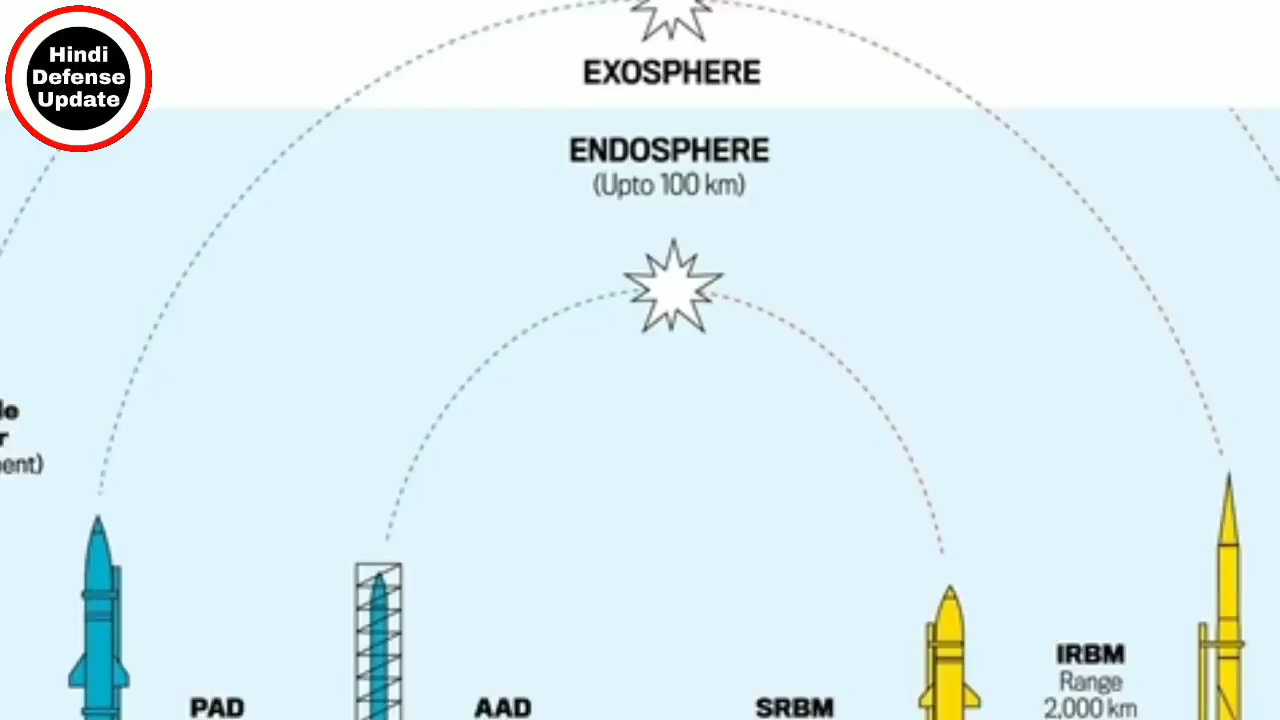 Hindi
Defense
Update
EXOSPHERE
ENDOSPHERE
(Upto 100 km)
PAD
AAD
SRBM
IRBM
Range
2,000 km